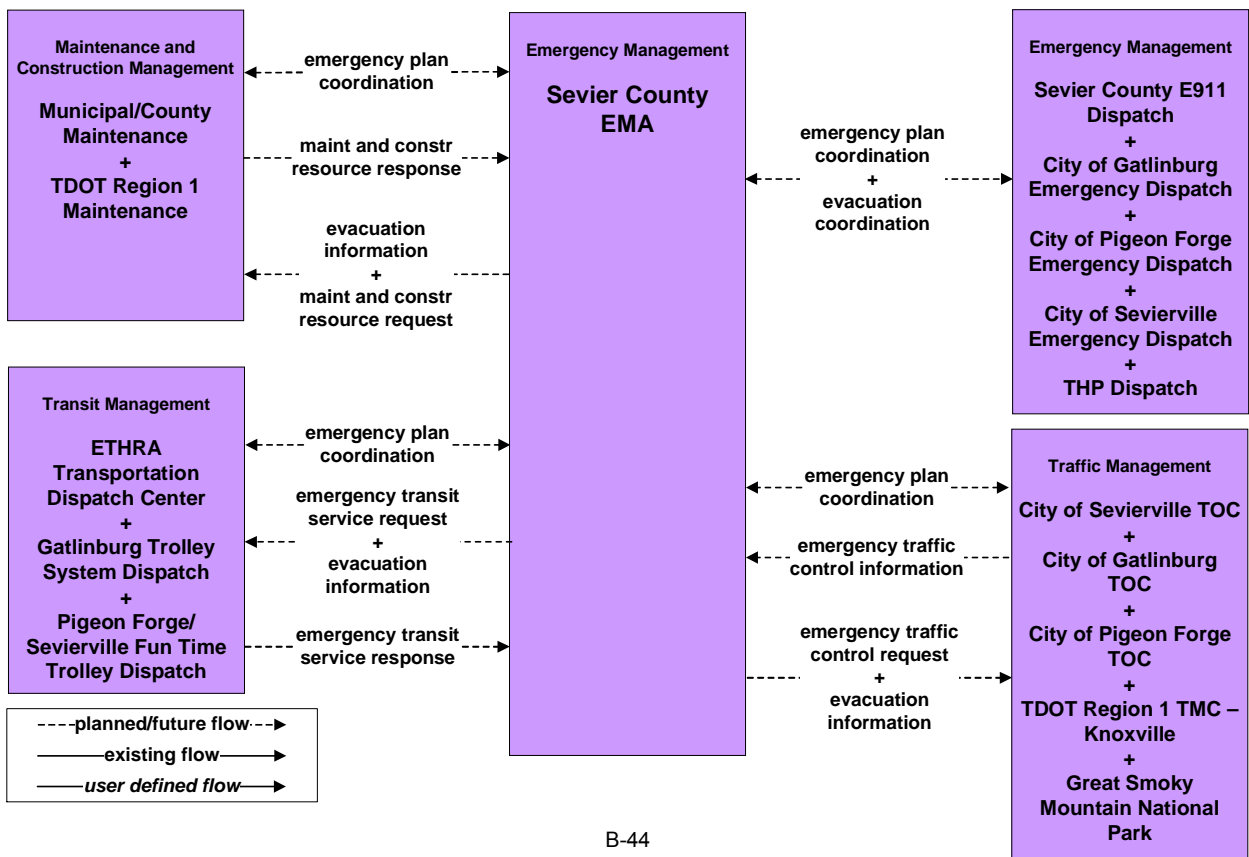 Maintenance and
Construction Management
Municipal/County
Maintenance
+
TDOT Region 1
Maintenance
emergency plan
coordination
maint and constr
resource response
evacuation
information
+
maint and constr
resource request
Transit Management
ETHRA
Transportation
Dispatch Center
+
Gatlinburg Trolley
System Dispatch
+
Pigeon Forge/
Sevierville Fun Time
Trolley Dispatch
emergency plan
coordination
emergency transit
service request
+
evacuation
information
emergency transit
service response
planned/future flow
existing flow
user defined flow
Emergency Management
Sevier County
EMA
emergency plan
coordination
+
evacuation
coordination
Emergency Management
Sevier County E911
Dispatch
+
City of Gatlinburg
Emergency Dispatch
+
City of Pigeon Forge
Emergency Dispatch
+
City of Sevierville
Emergency Dispatch
+
THP Dispatch
emergency plan
coordination
emergency traffic
control information
emergency traffic
control request
+
evacuation
information
Traffic Management
City of Sevierville TOC
+
City of Gatlinburg
TOC
+
City of Pigeon Forge
TOC
+
TDOT Region 1 TMC –
Knoxville
+
Great Smoky
Mountain National
Park
B-44